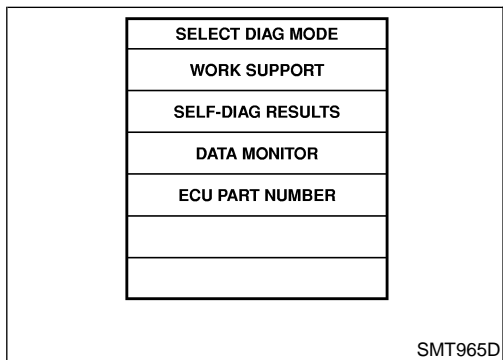 SELECT DIAG MODE
WORK SUPPORT
SELF-DIAG RESULTS
DATA MONITOR
ECU PART NUMBER
SMT965D